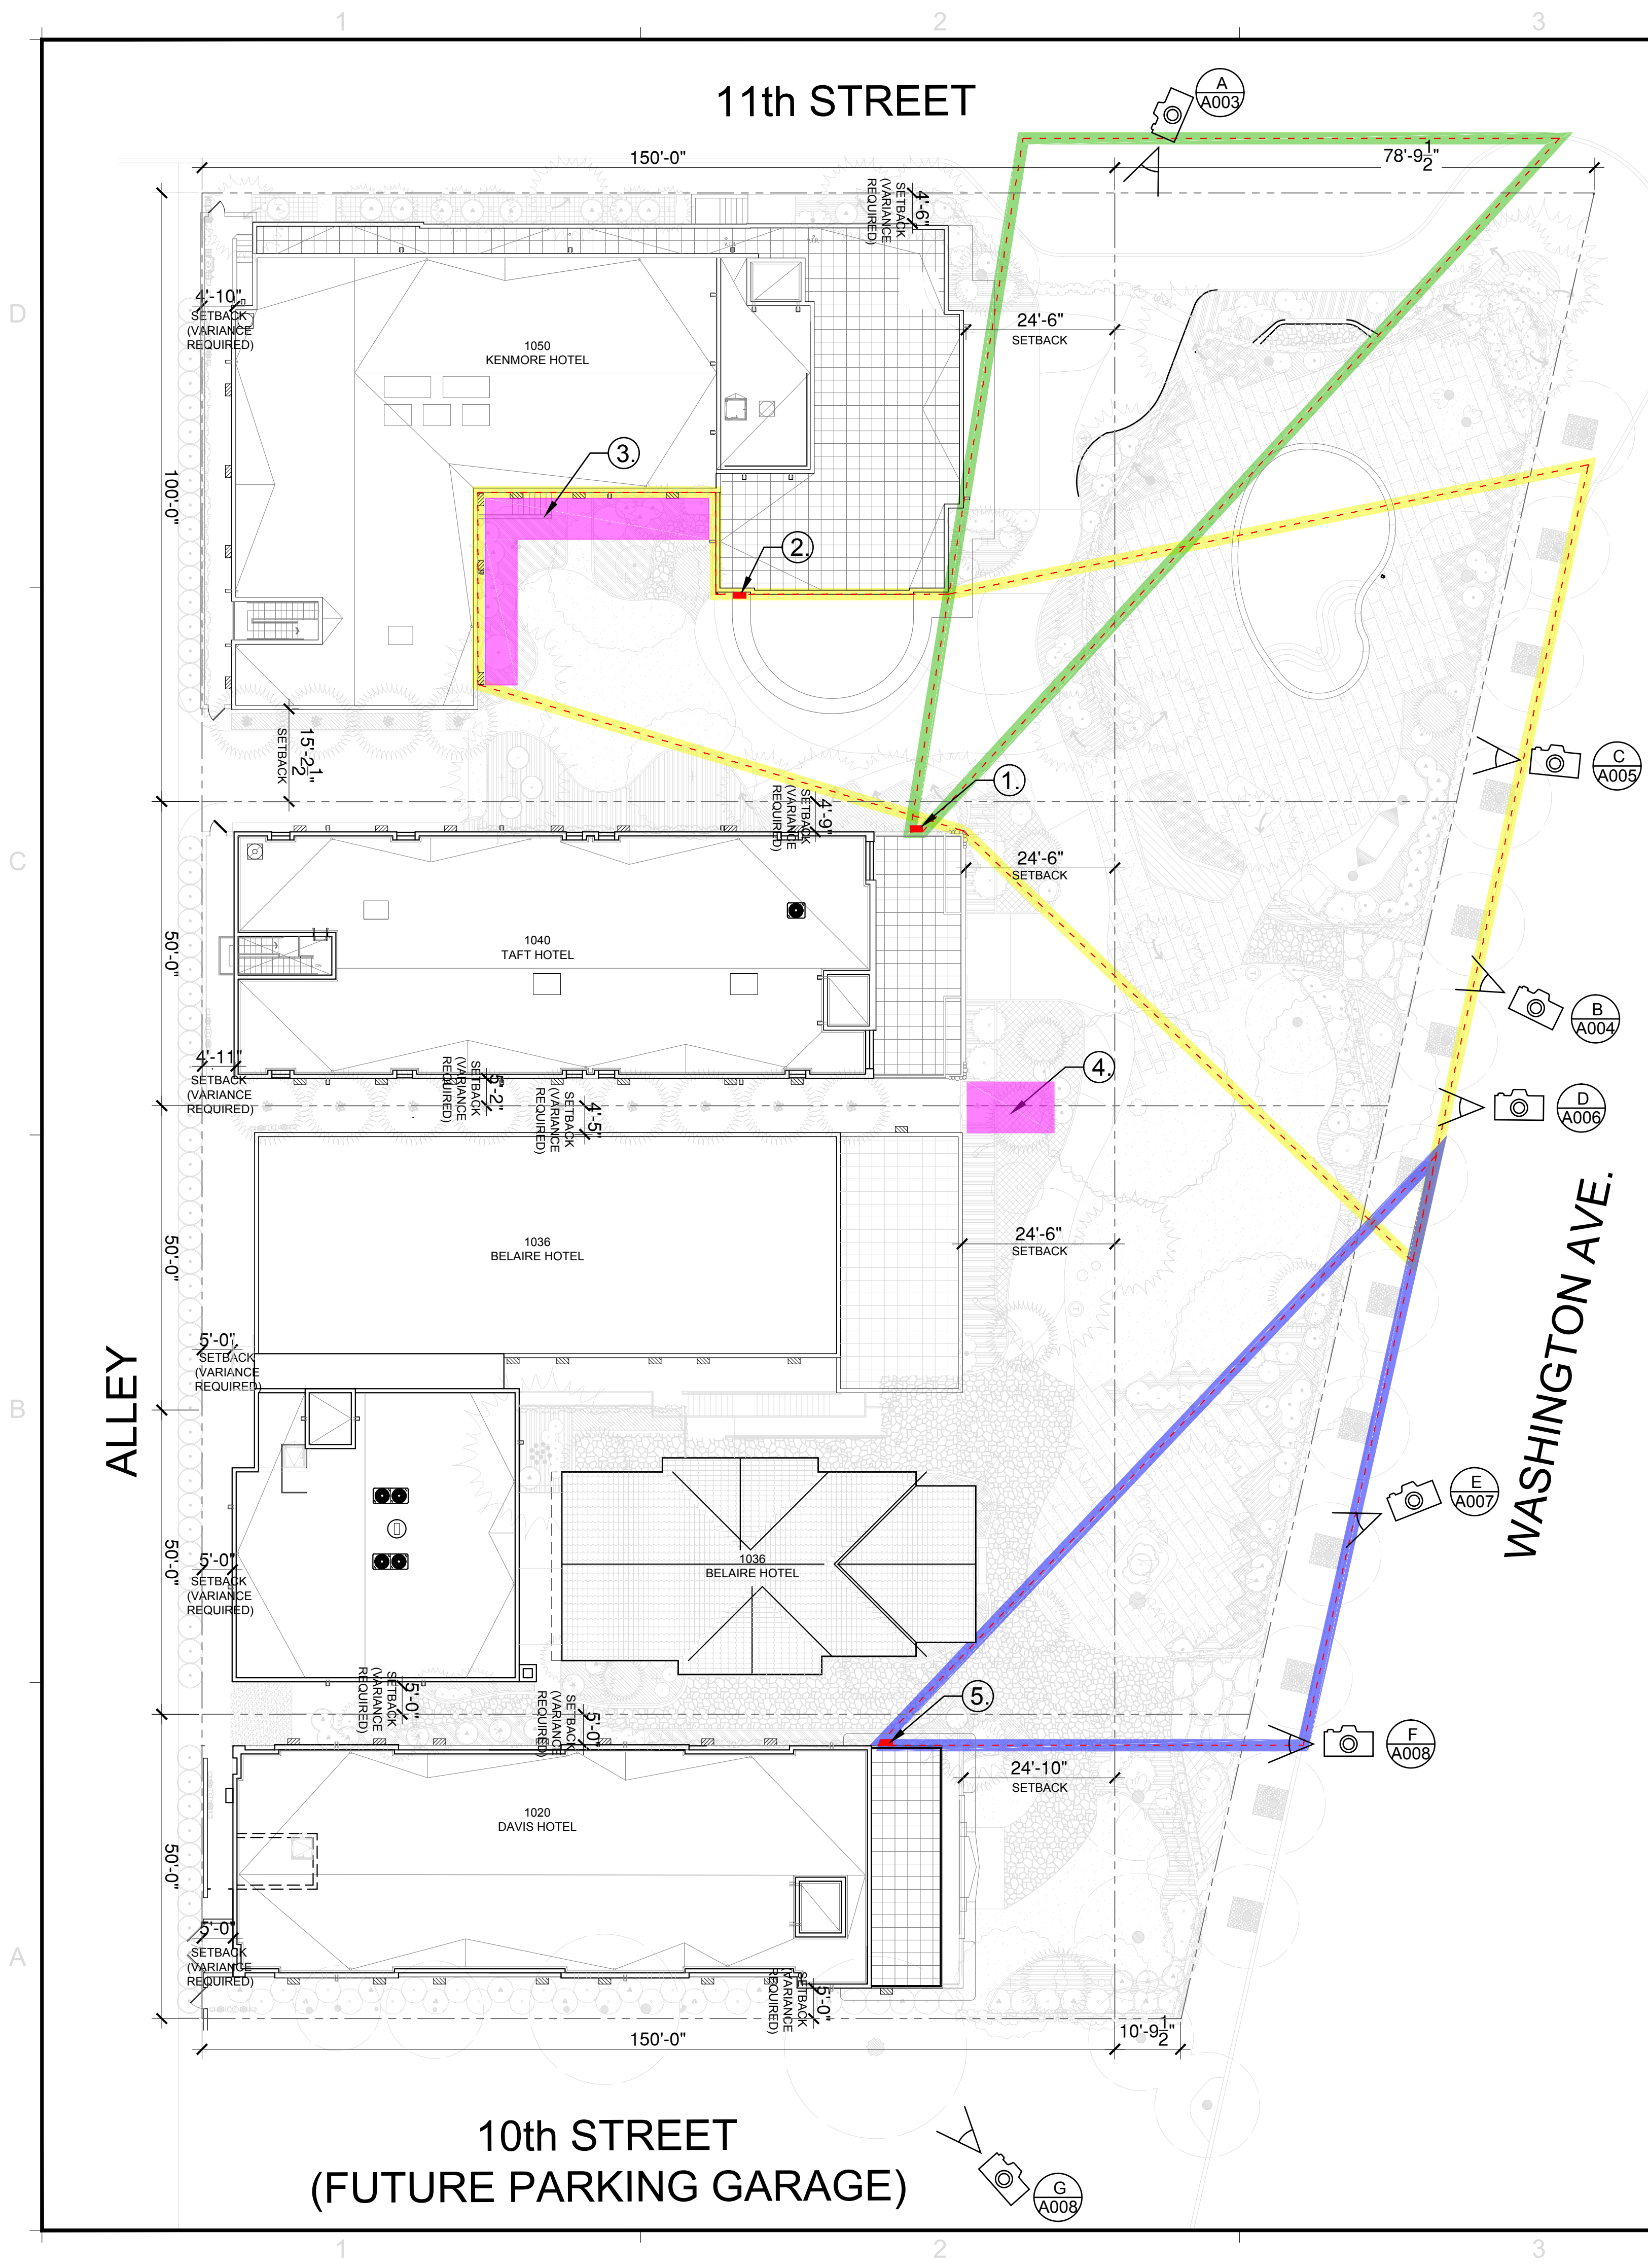 1
2
3
11th STREET
A
A003
150'-0"
78'-9 1/2"
4'-6"
SETBACK
(VARIANCE
REQUIRED)
D
4'-10"
SETBACK
(VARIANCE
REQUIRED)
1050
KENMORE HOTEL
24'-6"
SETBACK
3.
100'-0"
2.
15'-2 1/2"
SETBACK
C
A005
1.
4'-9"
SETBACK
(VARIANCE
REQUIRED)
C
24'-6"
SETBACK
1040
TAFT HOTEL
50'-0"
B
A004
4'-11"
SETBACK
(VARIANCE
REQUIRED)
5'-2"
SETBACK
(VARIANCE
REQUIRED)
4'-5"
SETBACK
(VARIANCE
REQUIRED)
4.
D
A006
1036
BELAIRE HOTEL
24'-6"
SETBACK
50'-0"
WASHINGTON AVE.
5'-0"
SETBACK
(VARIANCE
REQUIRED)
ALLEY
B
E
A007
50'-0"
5'-0"
SETBACK
(VARIANCE
REQUIRED)
1036
BELAIRE HOTEL
5'-0"
SETBACK
(VARIANCE
REQUIRED)
5'-0"
SETBACK
(VARIANCE
REQUIRED)
5.
F
A008
24'-10"
SETBACK
1020
DAVIS HOTEL
50'-0"
A
5'-0"
SETBACK
(VARIANCE
REQUIRED)
5'-0"
SETBACK
(VARIANCE
REQUIRED)
150'-0"
10'-9 1/2"
10th STREET
(FUTURE PARKING GARAGE)
G
A008
1
2
3